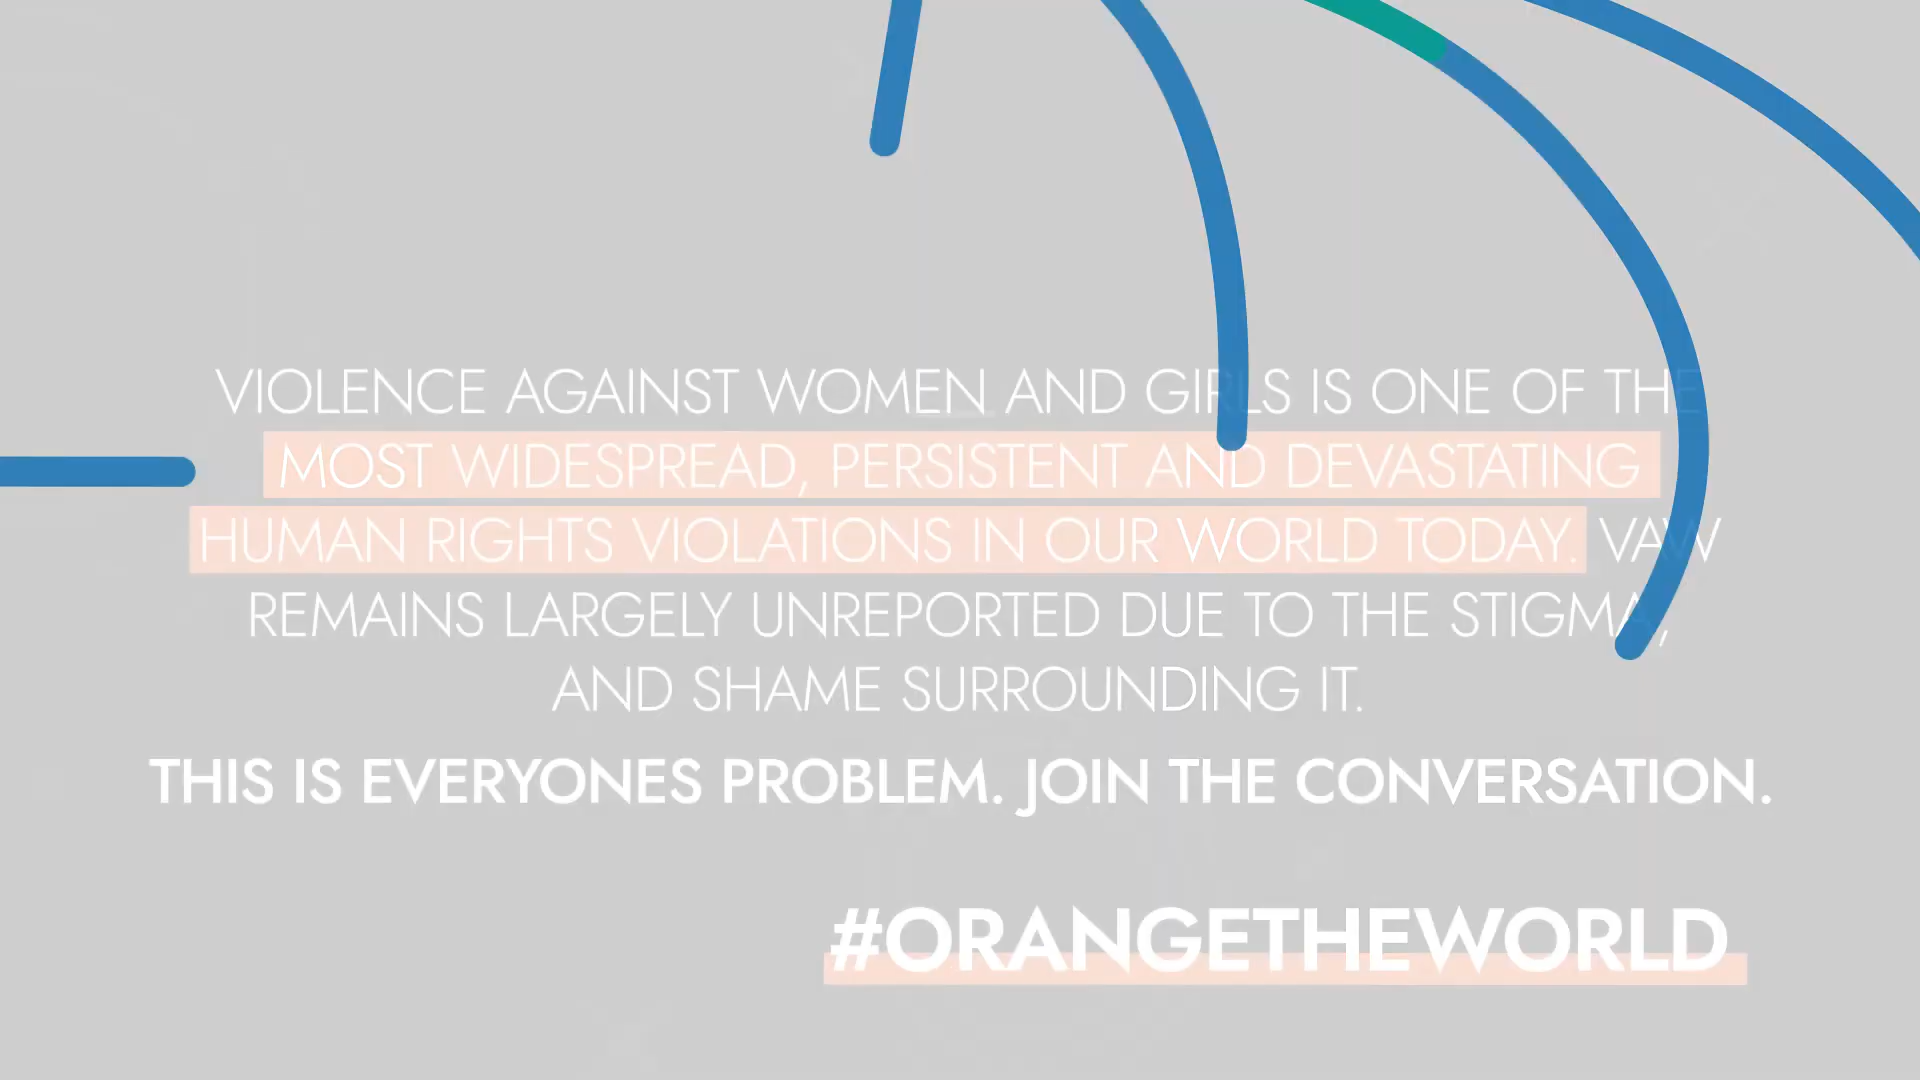 VIOLENCE AGAINST WOMEN AND GIRLS IS ONE OF THE
MOST WIDESPREAD, PERSISTENT AND DEVASTATING
HUMAN RIGHTS VIOLATIONS IN OUR WORLD TODAY. VAW
REMAINS LARGELY UNREPORTED DUE TO THE STIGMA,
AND SHAME SURROUNDING IT.
THIS IS EVERYONES PROBLEM. JOIN THE CONVERSATION.
#ORANGETHEWORLD